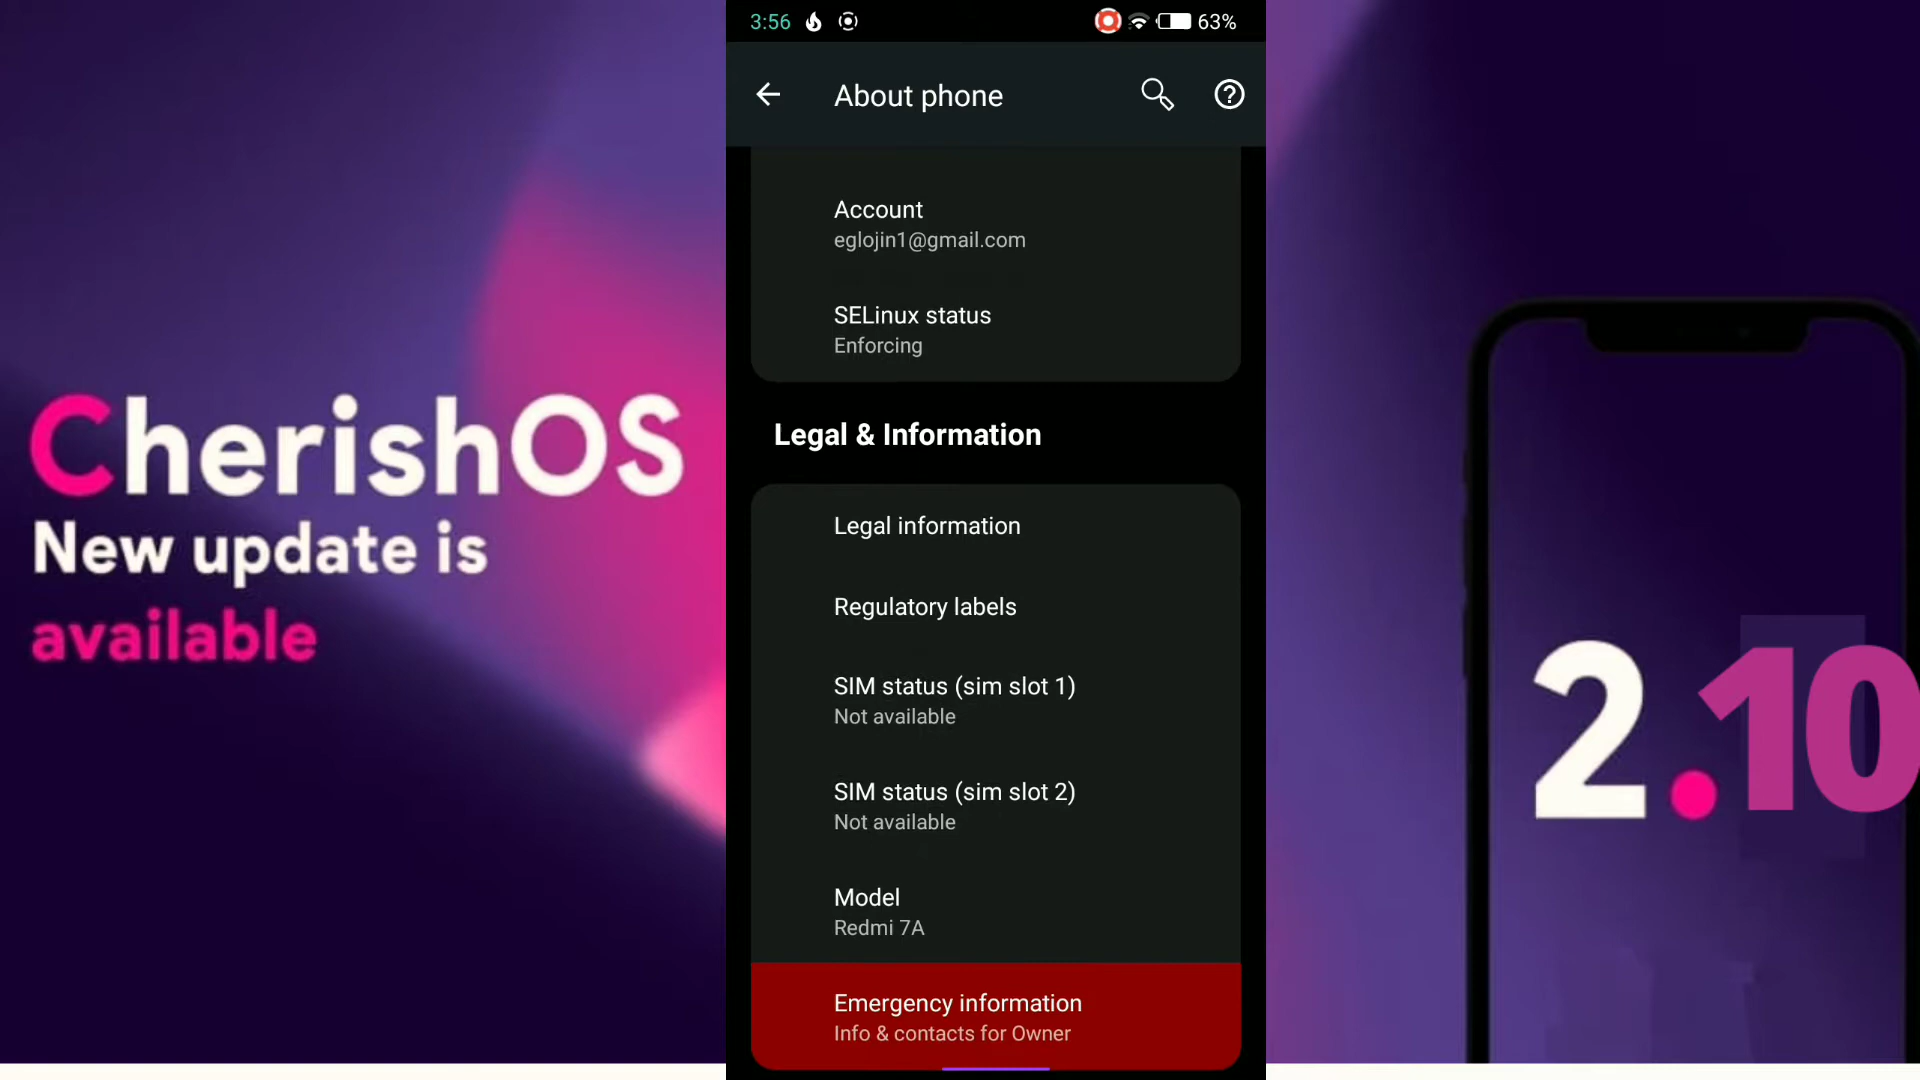 CherishOS
New update is
available
3:56
63%
About phone
Account
eglojin1@gmail.com
SELinux status
Enforcing
Legal & Information
Legal information
Regulatory labels
SIM status (sim slot 1)
Not available
SIM status (sim slot 2)
Not available
Model
Redmi 7A
Emergency information
Info & contacts for Owner
2.10